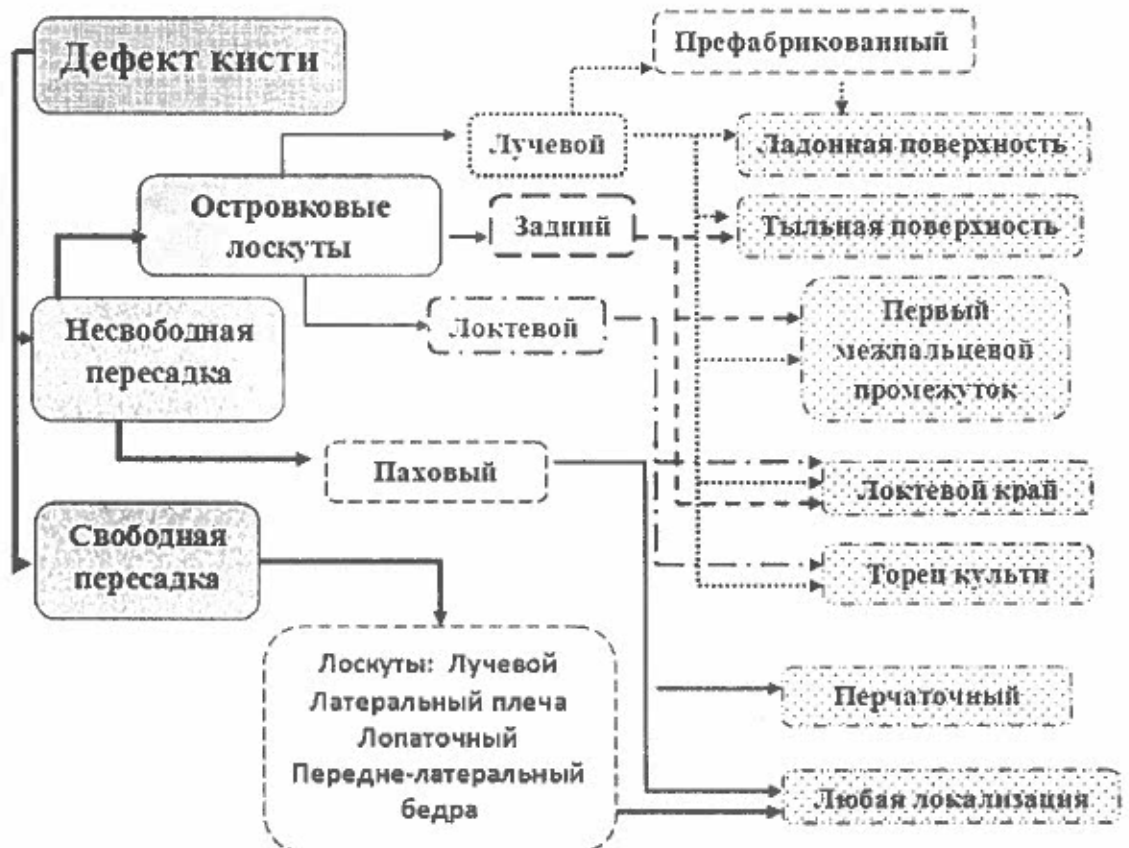 Дефект кисти
Префабрикованный
Лучевой
Ладонная поверхность
Островковые
лоскуты
Задний
Тыльная поверхность
Несвободная
пересадка
Локтевой
Первый
межпальцевой
промежуток
Паховый
Локтевой край
Свободная
пересадка
Торец культи
Лоскуты: Лучевой
Латеральный плеча
Лопаточный
Передне-латеральный
бедра
Перчаточный
Любая локализация